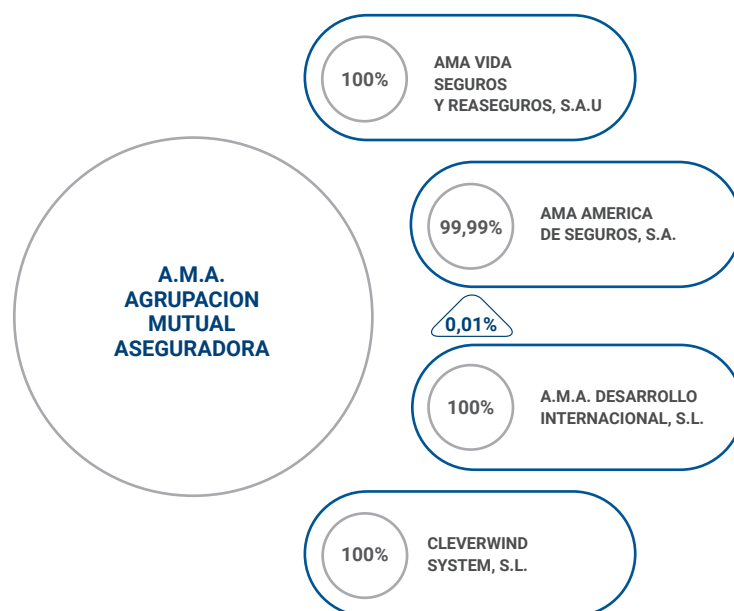 100%
AMA VIDA
SEGUROS
Y REASEGUROS, S.A.U
99,99%
AMA AMERICA
DE SEGUROS, S.A.
A.M.A.
AGRUPACION
MUTUAL
ASEGURADORA
0,01%
100%
A.M.A. DESARROLLO
INTERNACIONAL, S.L.
100%
CLEVERWIND
SYSTEM, S.L.